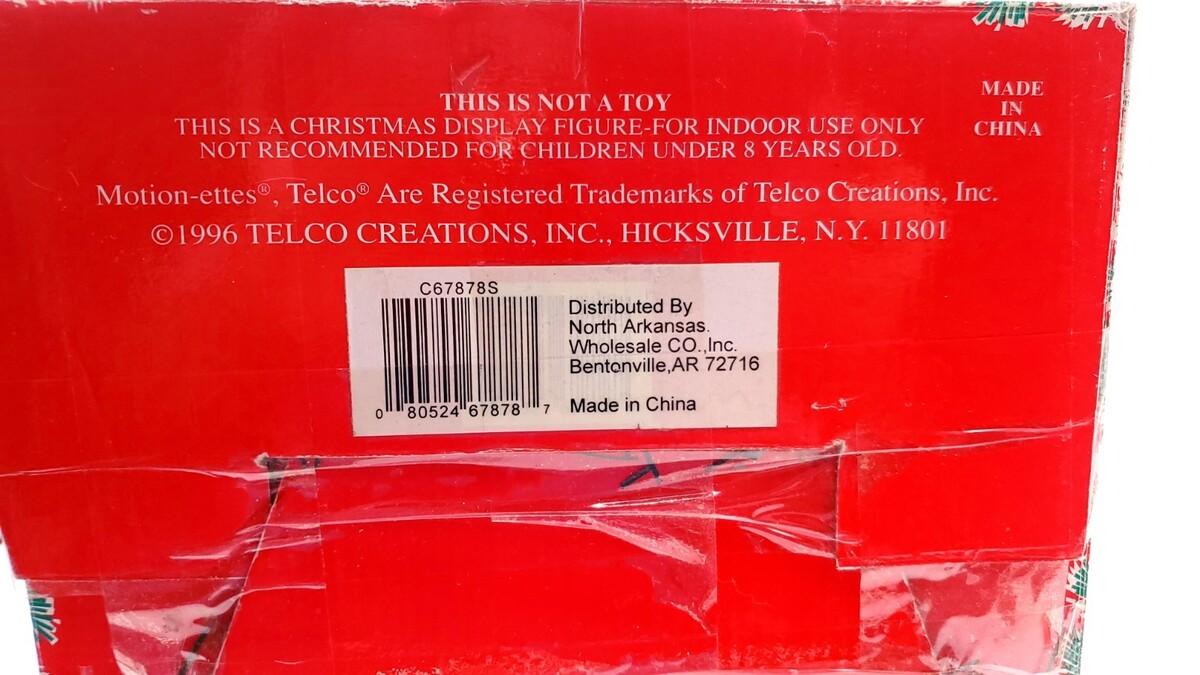 THIS IS NOT A TOY
THIS IS A CHRISTMAS DISPLAY FIGURE-FOR INDOOR USE ONLY
NOT RECOMMENDED FOR CHILDREN UNDER 8 YEARS OLD.
MADE
IN
CHINA
Motion-ettes®, Telco® Are Registered Trademarks of Telco Creations, Inc.
©1996 TELCO CREATIONS, INC., HICKSVILLE, N.Y. 11801
C67878S
0 80524 67878 7
Distributed By
North Arkansas.
Wholesale CO.,Inc.
Bentonville,AR 72716
Made in China